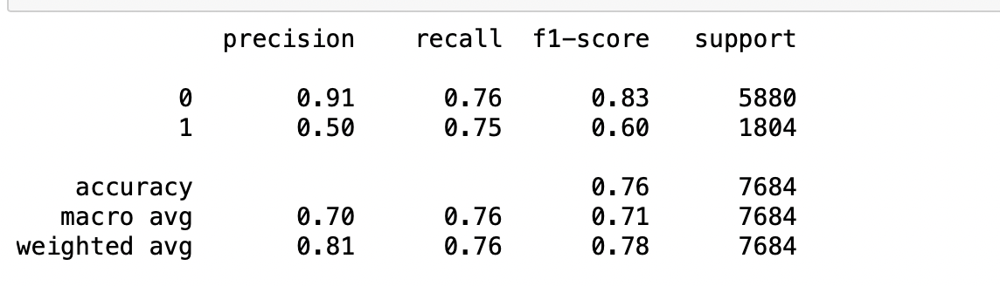 precision recall f1-score support
0 0.91 0.76 0.83 5880
1 0.50 0.75 0.60 1804
accuracy 0.76 7684
macro avg 0.70 0.76 0.71 7684
weighted avg 0.81 0.76 0.78 7684